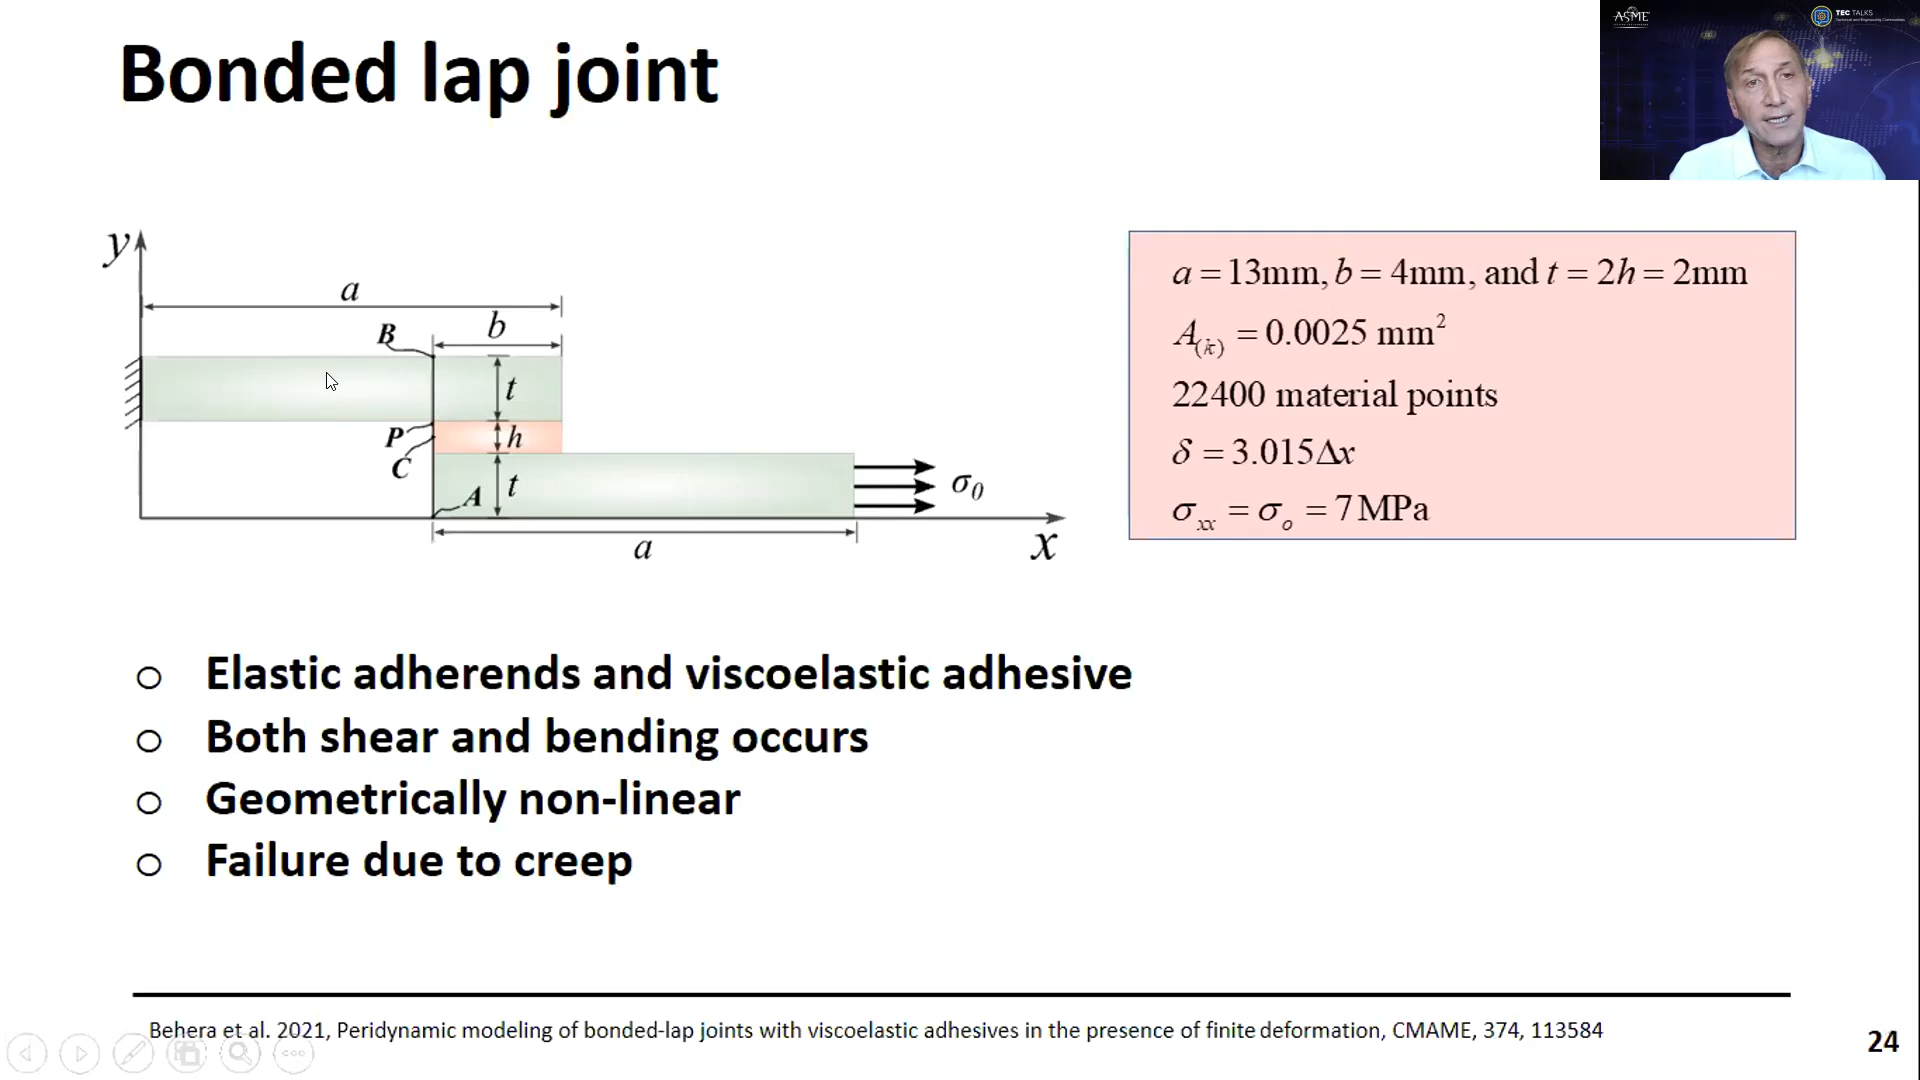 Bonded lap joint
ASME
TEC TALKS
y
a
b
B
t
P
h
C
A
t
σ0
x
a
a = 13mm, b = 4mm, and t = 2h = 2mm
A(k) = 0.0025 mm²
22400 material points
δ = 3.015Δx
σxx = σo = 7 MPa
o Elastic adherends and viscoelastic adhesive
o Both shear and bending occurs
o Geometrically non-linear
o Failure due to creep
Behera et al. 2021, Peridynamic modeling of bonded-lap joints with viscoelastic adhesives in the presence of finite deformation, CMAME, 374, 113584
24